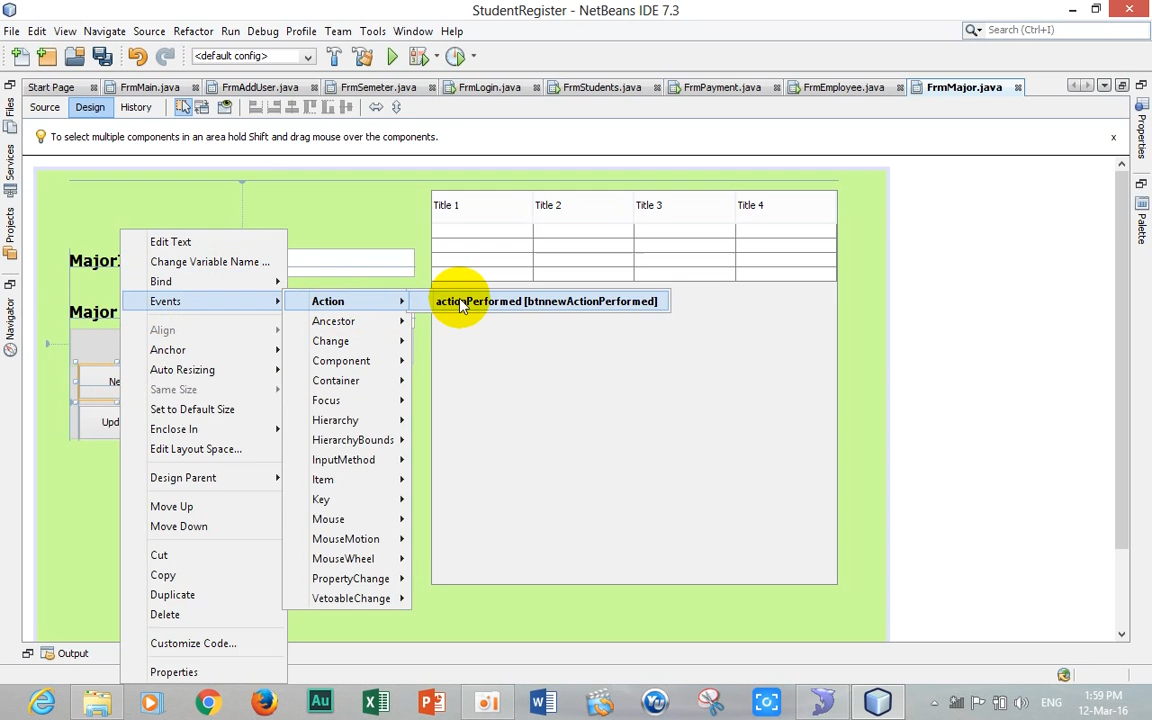 StudentRegister - NetBeans IDE 7.3
File Edit View Navigate Source Refactor Run Debug Profile Team Tools Window Help
Search (Ctrl+I)
<default config>
Start Page FrmMain.java FrmAddUser.java FrmSemeter.java FrmLogin.java FrmStudents.java FrmPayment.java FrmEmployee.java FrmMajor.java
Source Design History
To select multiple components in an area hold Shift and drag mouse over the components.
x
Files
Services
Projects
Navigator
Properties
Palette
Title 1 Title 2 Title 3 Title 4
Major
Major
Ne
Upd
Edit Text
Change Variable Name ...
Bind
Events
Align
Anchor
Auto Resizing
Same Size
Set to Default Size
Enclose In
Edit Layout Space...
Design Parent
Move Up
Move Down
Cut
Copy
Duplicate
Delete
Customize Code...
Properties
Action
Ancestor
Change
Component
Container
Focus
Hierarchy
HierarchyBounds
InputMethod
Item
Key
Mouse
MouseMotion
MouseWheel
PropertyChange
VetoableChange
actionPerformed [btnnewActionPerformed]
Output
ENG
1:59 PM
12-Mar-16